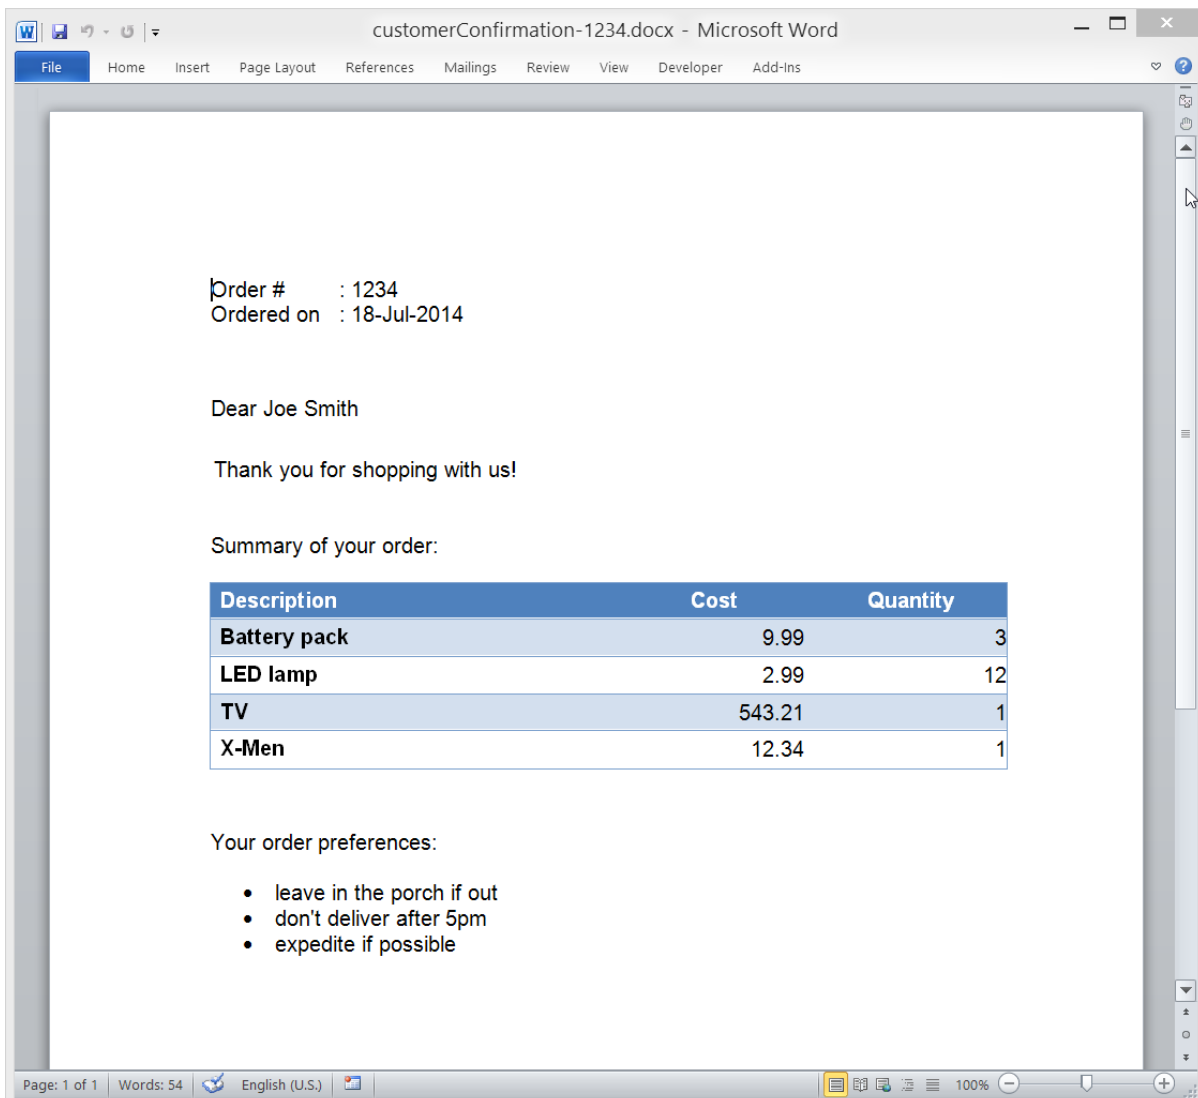 customerConfirmation-1234.docx - Microsoft Word
File Home Insert Page Layout References Mailings Review View Developer Add-Ins
Order # : 1234
Ordered on : 18-Jul-2014
Dear Joe Smith
Thank you for shopping with us!
Summary of your order:
Description Cost Quantity
Battery pack 9.99 3
LED lamp 2.99 12
TV 543.21 1
X-Men 12.34 1
Your order preferences:
• leave in the porch if out
• don't deliver after 5pm
• expedite if possible
Page: 1 of 1 Words: 54 English (U.S.) 100%